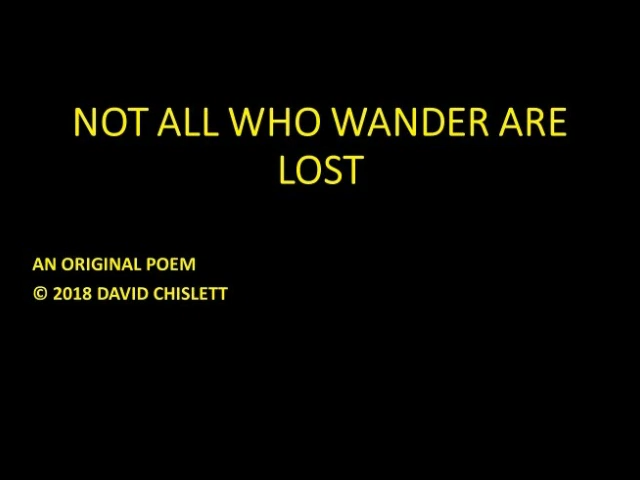 NOT ALL WHO WANDER ARE
LOST
AN ORIGINAL POEM
© 2018 DAVID CHISLETT